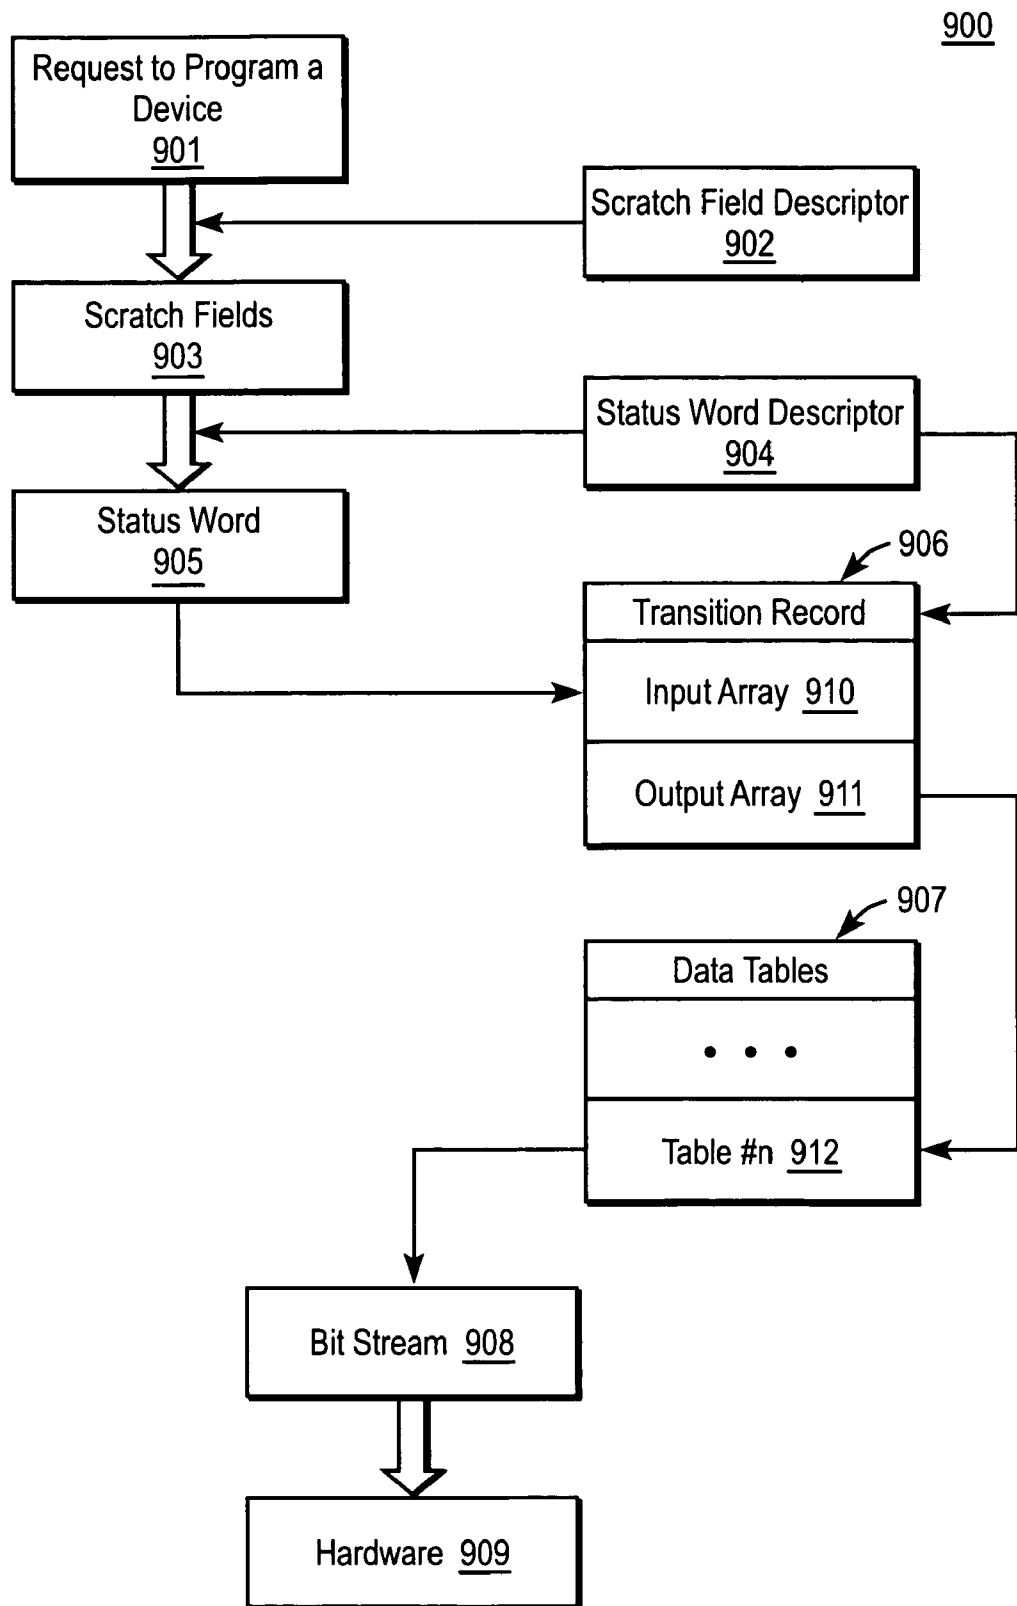 900
Request to Program a
Device
901
Scratch Field Descriptor
902
Scratch Fields
903
Status Word Descriptor
904
Status Word
905
906
Transition Record
Input Array 910
Output Array 911
907
Data Tables
• • •
Table #n 912
Bit Stream 908
Hardware 909